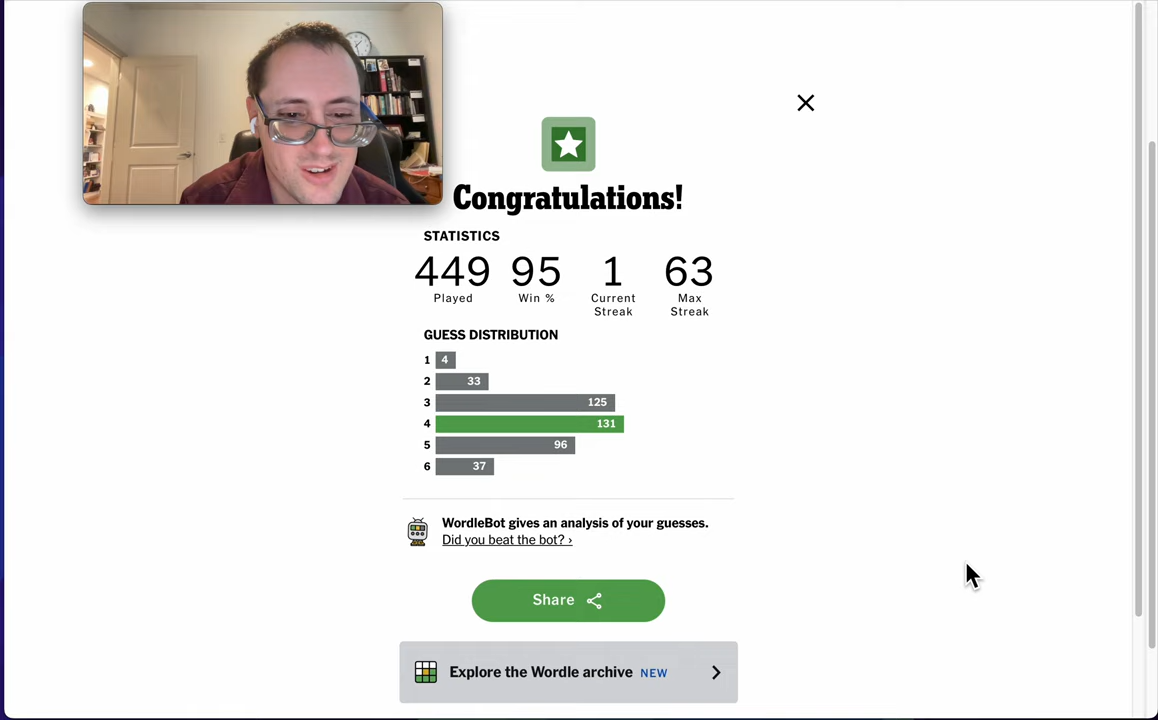 Congratulations!
STATISTICS
449 95 1 63
Played Win % Current Streak Max Streak
GUESS DISTRIBUTION
1 4
2 33
3 125
4 131
5 96
6 37
WordleBot gives an analysis of your guesses.
Did you beat the bot? ›
Share
Explore the Wordle archive NEW